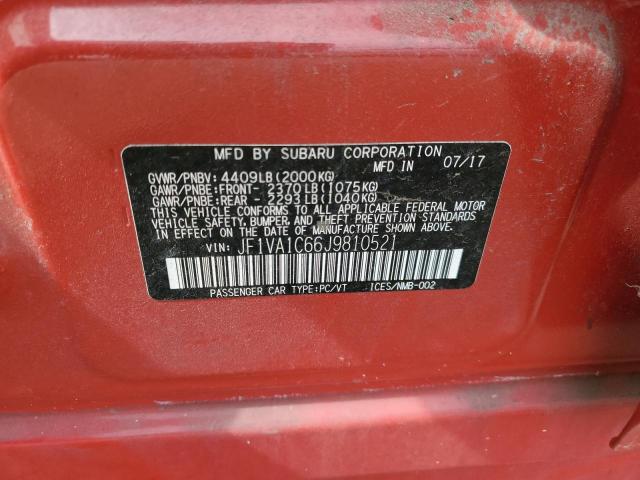 MFD BY SUBARU CORPORATION
MFD IN 07/17
GVWR/PNBV: 4409LB(2000KG)
GAWR/PNBE:FRONT- 2370LB(1075KG)
GAWR/PNBE:REAR - 2293LB(1040KG)
THIS VEHICLE CONFORMS TO ALL APPLICABLE FEDERAL MOTOR
VEHICLE SAFETY, BUMPER, AND THEFT PREVENTION STANDARDS
IN EFFECT ON THE DATE OF MANUFACTURE SHOWN ABOVE.
VIN: JF1VA1C66J9810521
PASSENGER CAR TYPE:PC/VT ICES/NMB-002